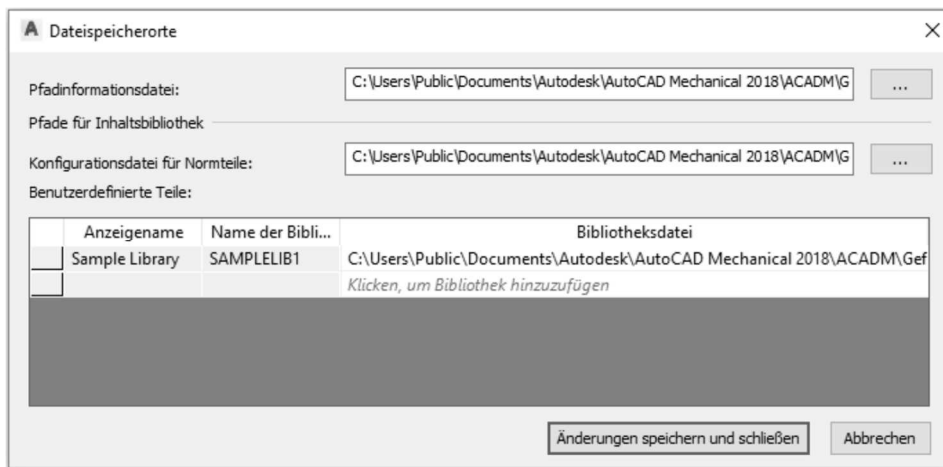 A Dateispeicherorte
Pfadinformationsdatei: C:\Users\Public\Documents\Autodesk\AutoCAD Mechanical 2018\ACADM\G ...
Pfade für Inhaltsbibliothek
Konfigurationsdatei für Normteile: C:\Users\Public\Documents\Autodesk\AutoCAD Mechanical 2018\ACADM\G ...
Benutzerdefinierte Teile:
Anzeigename Name der Bibli... Bibliotheksdatei
Sample Library SAMPLELIB1 C:\Users\Public\Documents\Autodesk\AutoCAD Mechanical 2018\ACADM\Gef
Klicken, um Bibliothek hinzuzufügen
Änderungen speichern und schließen Abbrechen